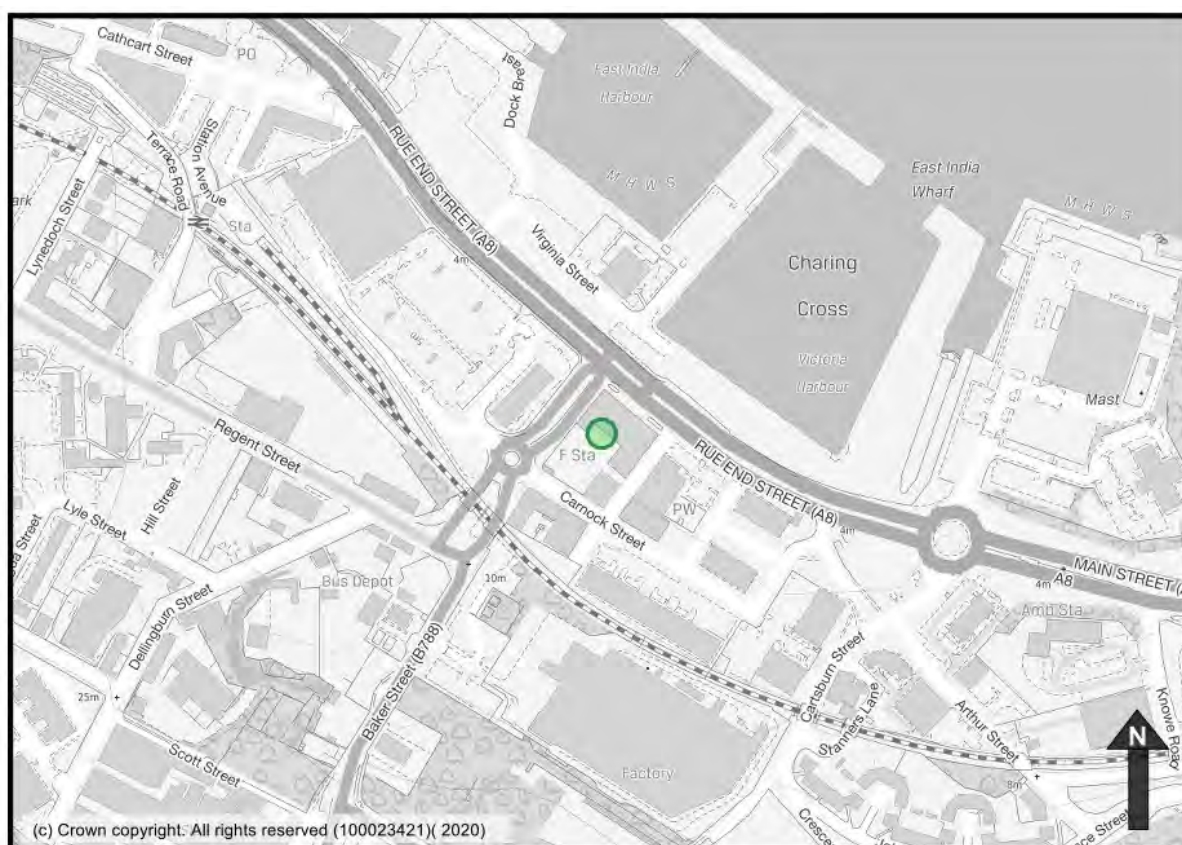 Cathcart Street
PO
Dock Breast
East India
Harbour
M H W S
RUE END STREET (A8)
East India
Wharf
M H W S
Terrace Road
Station Avenue
Lynedoch Street
Sta
4m
Virginia Street
Charing
Cross
Victoria
Harbour
Mast
Regent Street
F Sta
RUE END STREET (A8)
PW
Carnock Street
4m
MAIN STREET
A8
4m
Amb Sta
Lyle Street
Hill Street
Bus Depot
10m
Dellingburn Street
Baker Street (B788)
25m
Scott Street
Factory
Cartsburn Street
Stanners Lane
Arthur Street
Knowe Road
N
8m
(c) Crown copyright. All rights reserved (100023421)( 2020)